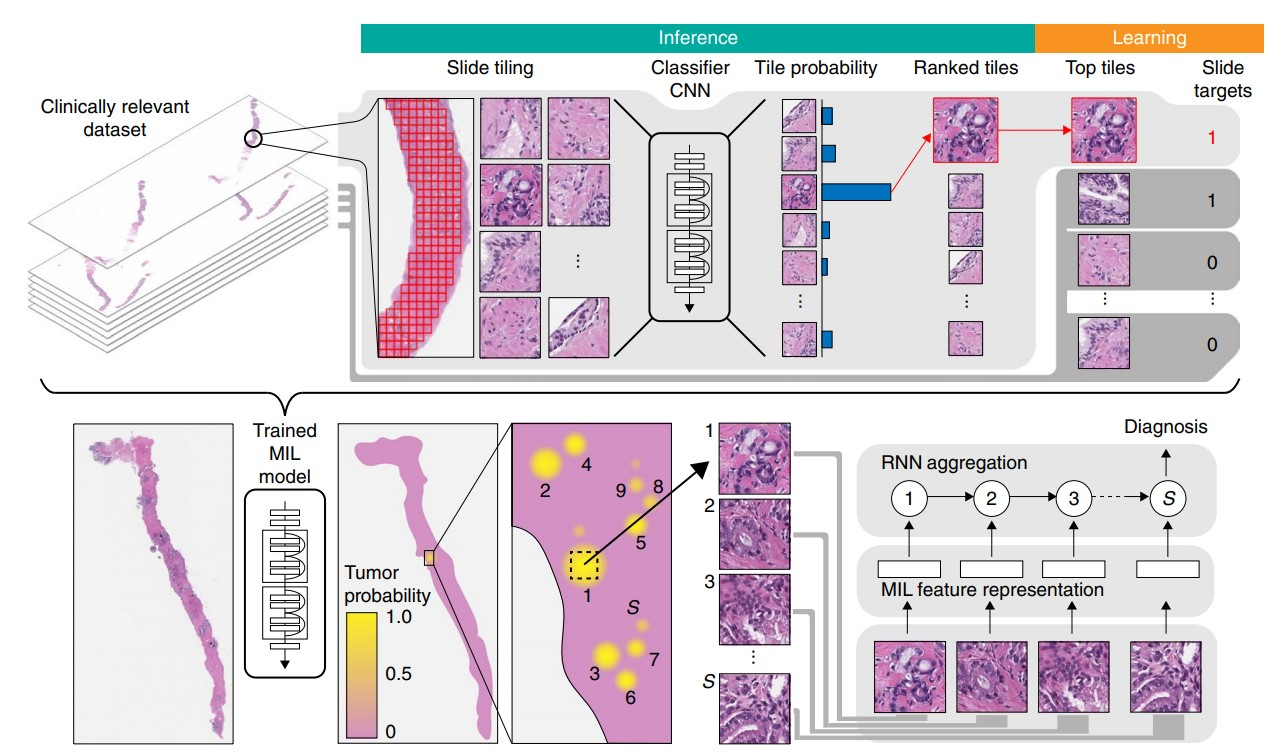 Inference
Learning
Slide tiling
Classifier
CNN
Tile probability
Ranked tiles
Top tiles
Slide
targets
Clinically relevant
dataset
1
1
0
0
Trained
MIL
model
Tumor
probability
1.0
0.5
0
4
2
9
8
5
1
S
7
3
6
1
2
3
S
Diagnosis
RNN aggregation
1
2
3
S
MIL feature representation